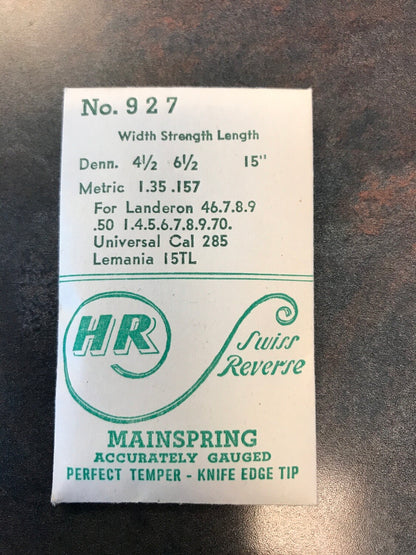 No. 927
Width Strength Length
Denn. 4½ 6½ 15"
Metric 1.35 .157
For Landeron 46.7.8.9
.50 1.4.5.6.7.8.9.70.
Universal Cal 285
Lemania 15TL
HR
Swiss
Reverse
MAINSPRING
ACCURATELY GAUGED
PERFECT TEMPER - KNIFE EDGE TIP